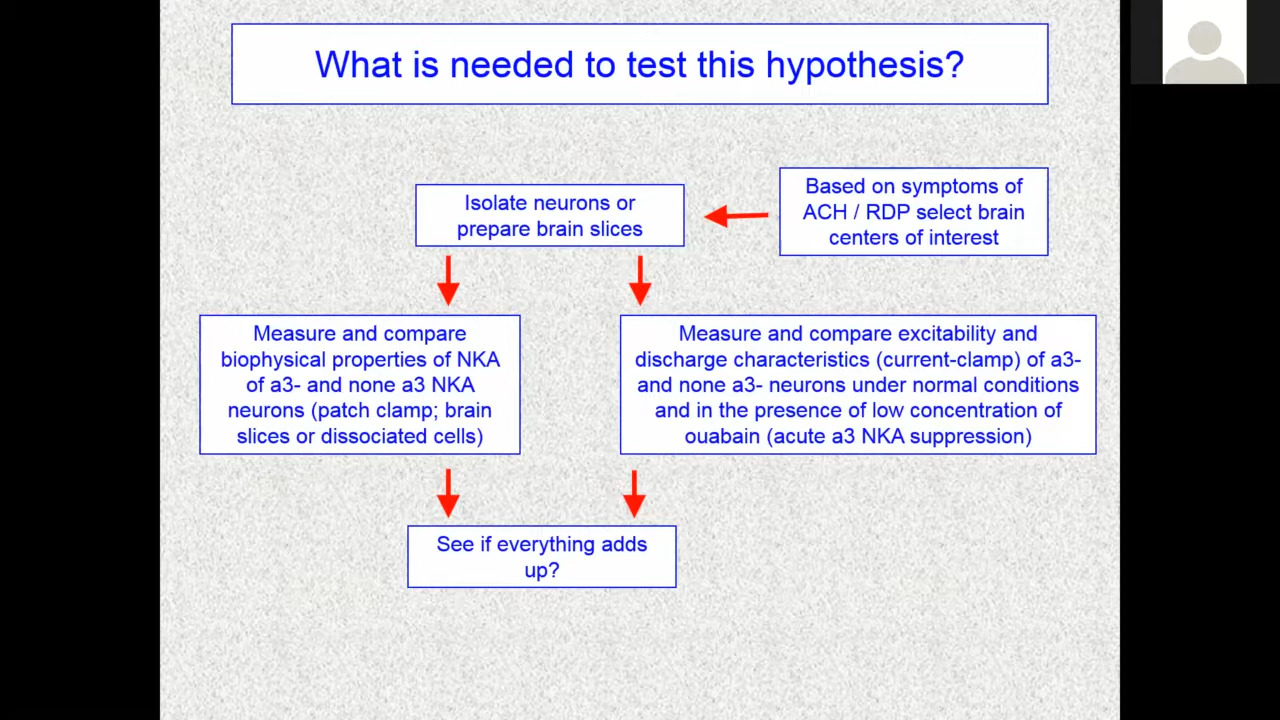 What is needed to test this hypothesis?
Based on symptoms of
ACH / RDP select brain
centers of interest
Isolate neurons or
prepare brain slices
Measure and compare
biophysical properties of NKA
of a3- and none a3 NKA
neurons (patch clamp; brain
slices or dissociated cells)
Measure and compare excitability and
discharge characteristics (current-clamp) of a3-
and none a3- neurons under normal conditions
and in the presence of low concentration of
ouabain (acute a3 NKA suppression)
See if everything adds
up?